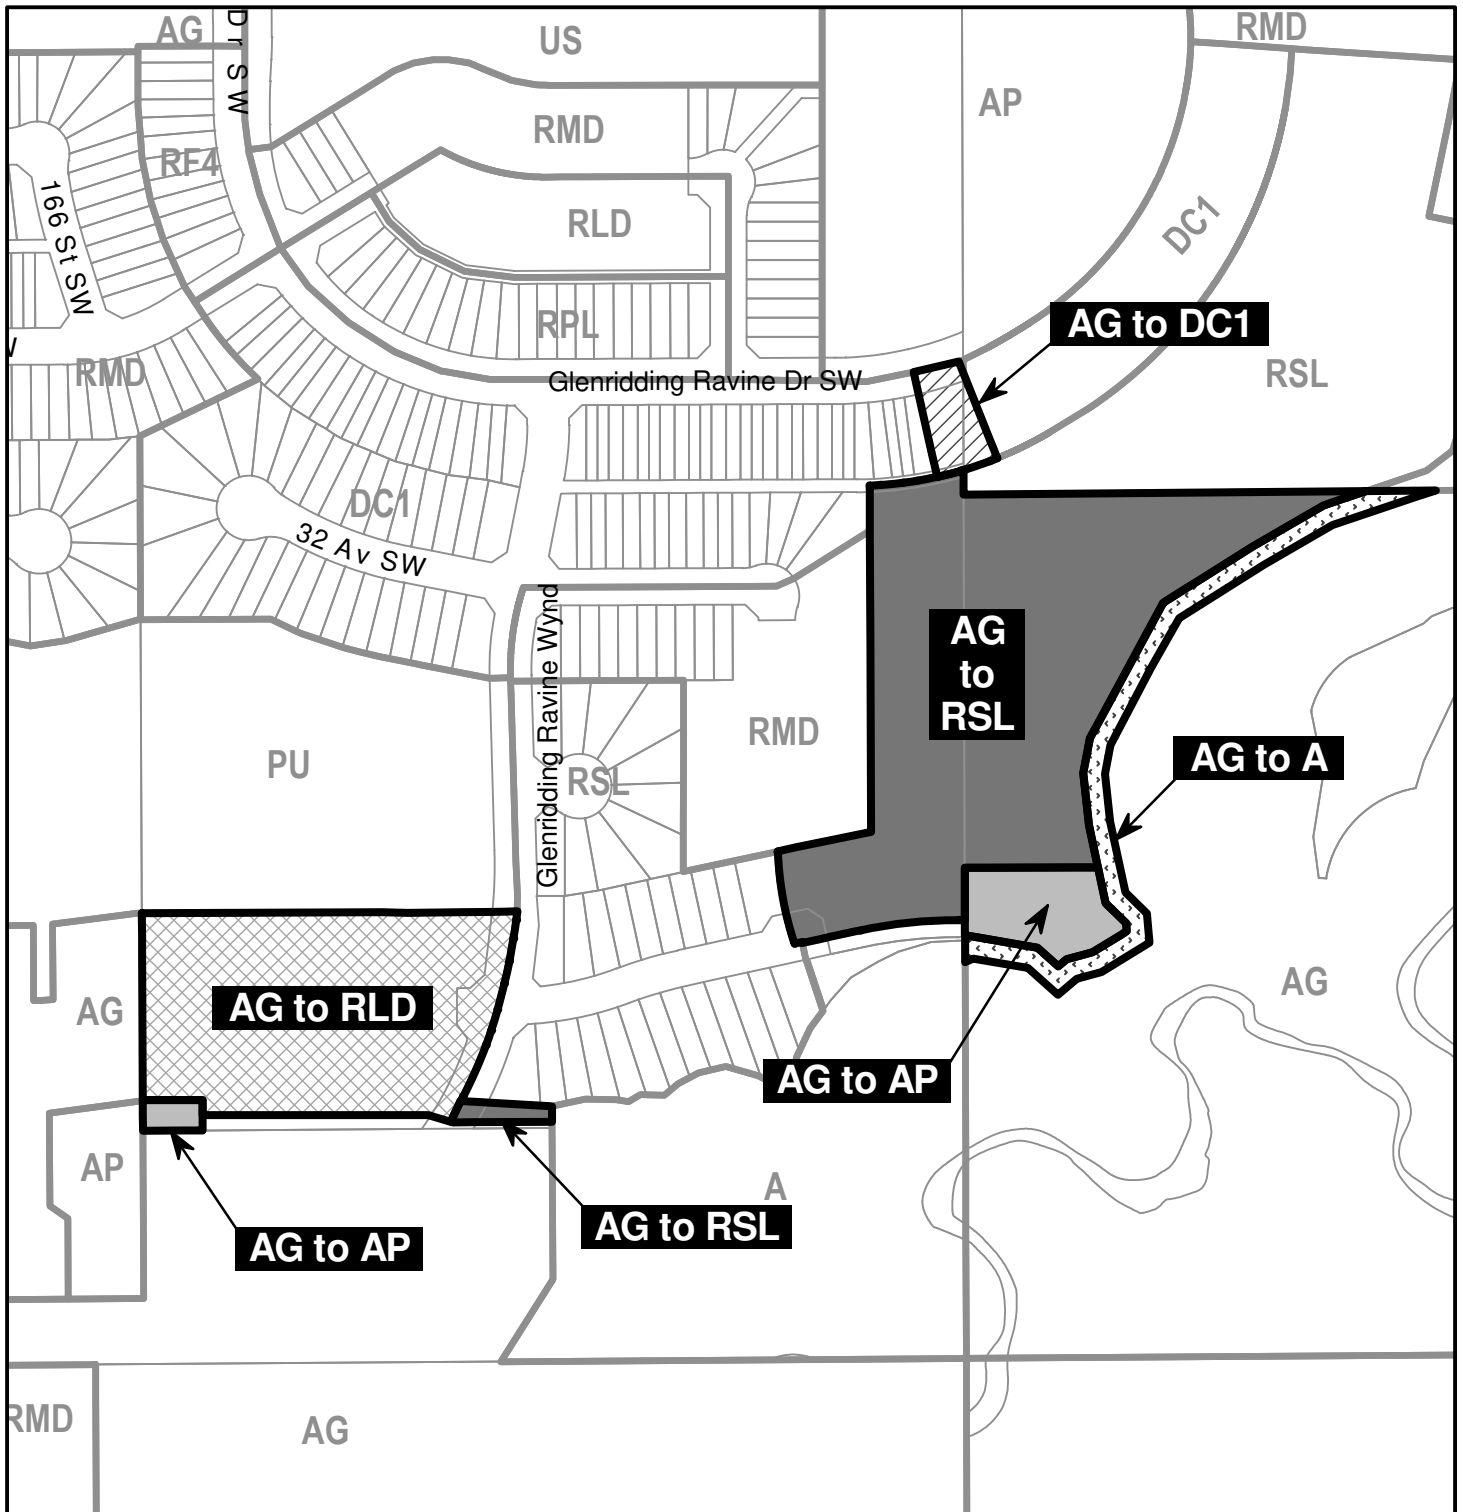 AG
Dr SW
US
RMD
AP
RMD
RF4
RLD
DC1
166 St SW
RPL
AG to DC1
RMD
Glenridding Ravine Dr SW
RSL
DC1
32 Av SW
Glenridding Ravine Wynd
AG
to
RSL
RMD
PU
RSL
AG to A
AG to RLD
AG
AG
AG to AP
AP
A
AG to RSL
AG to AP
RMD
AG